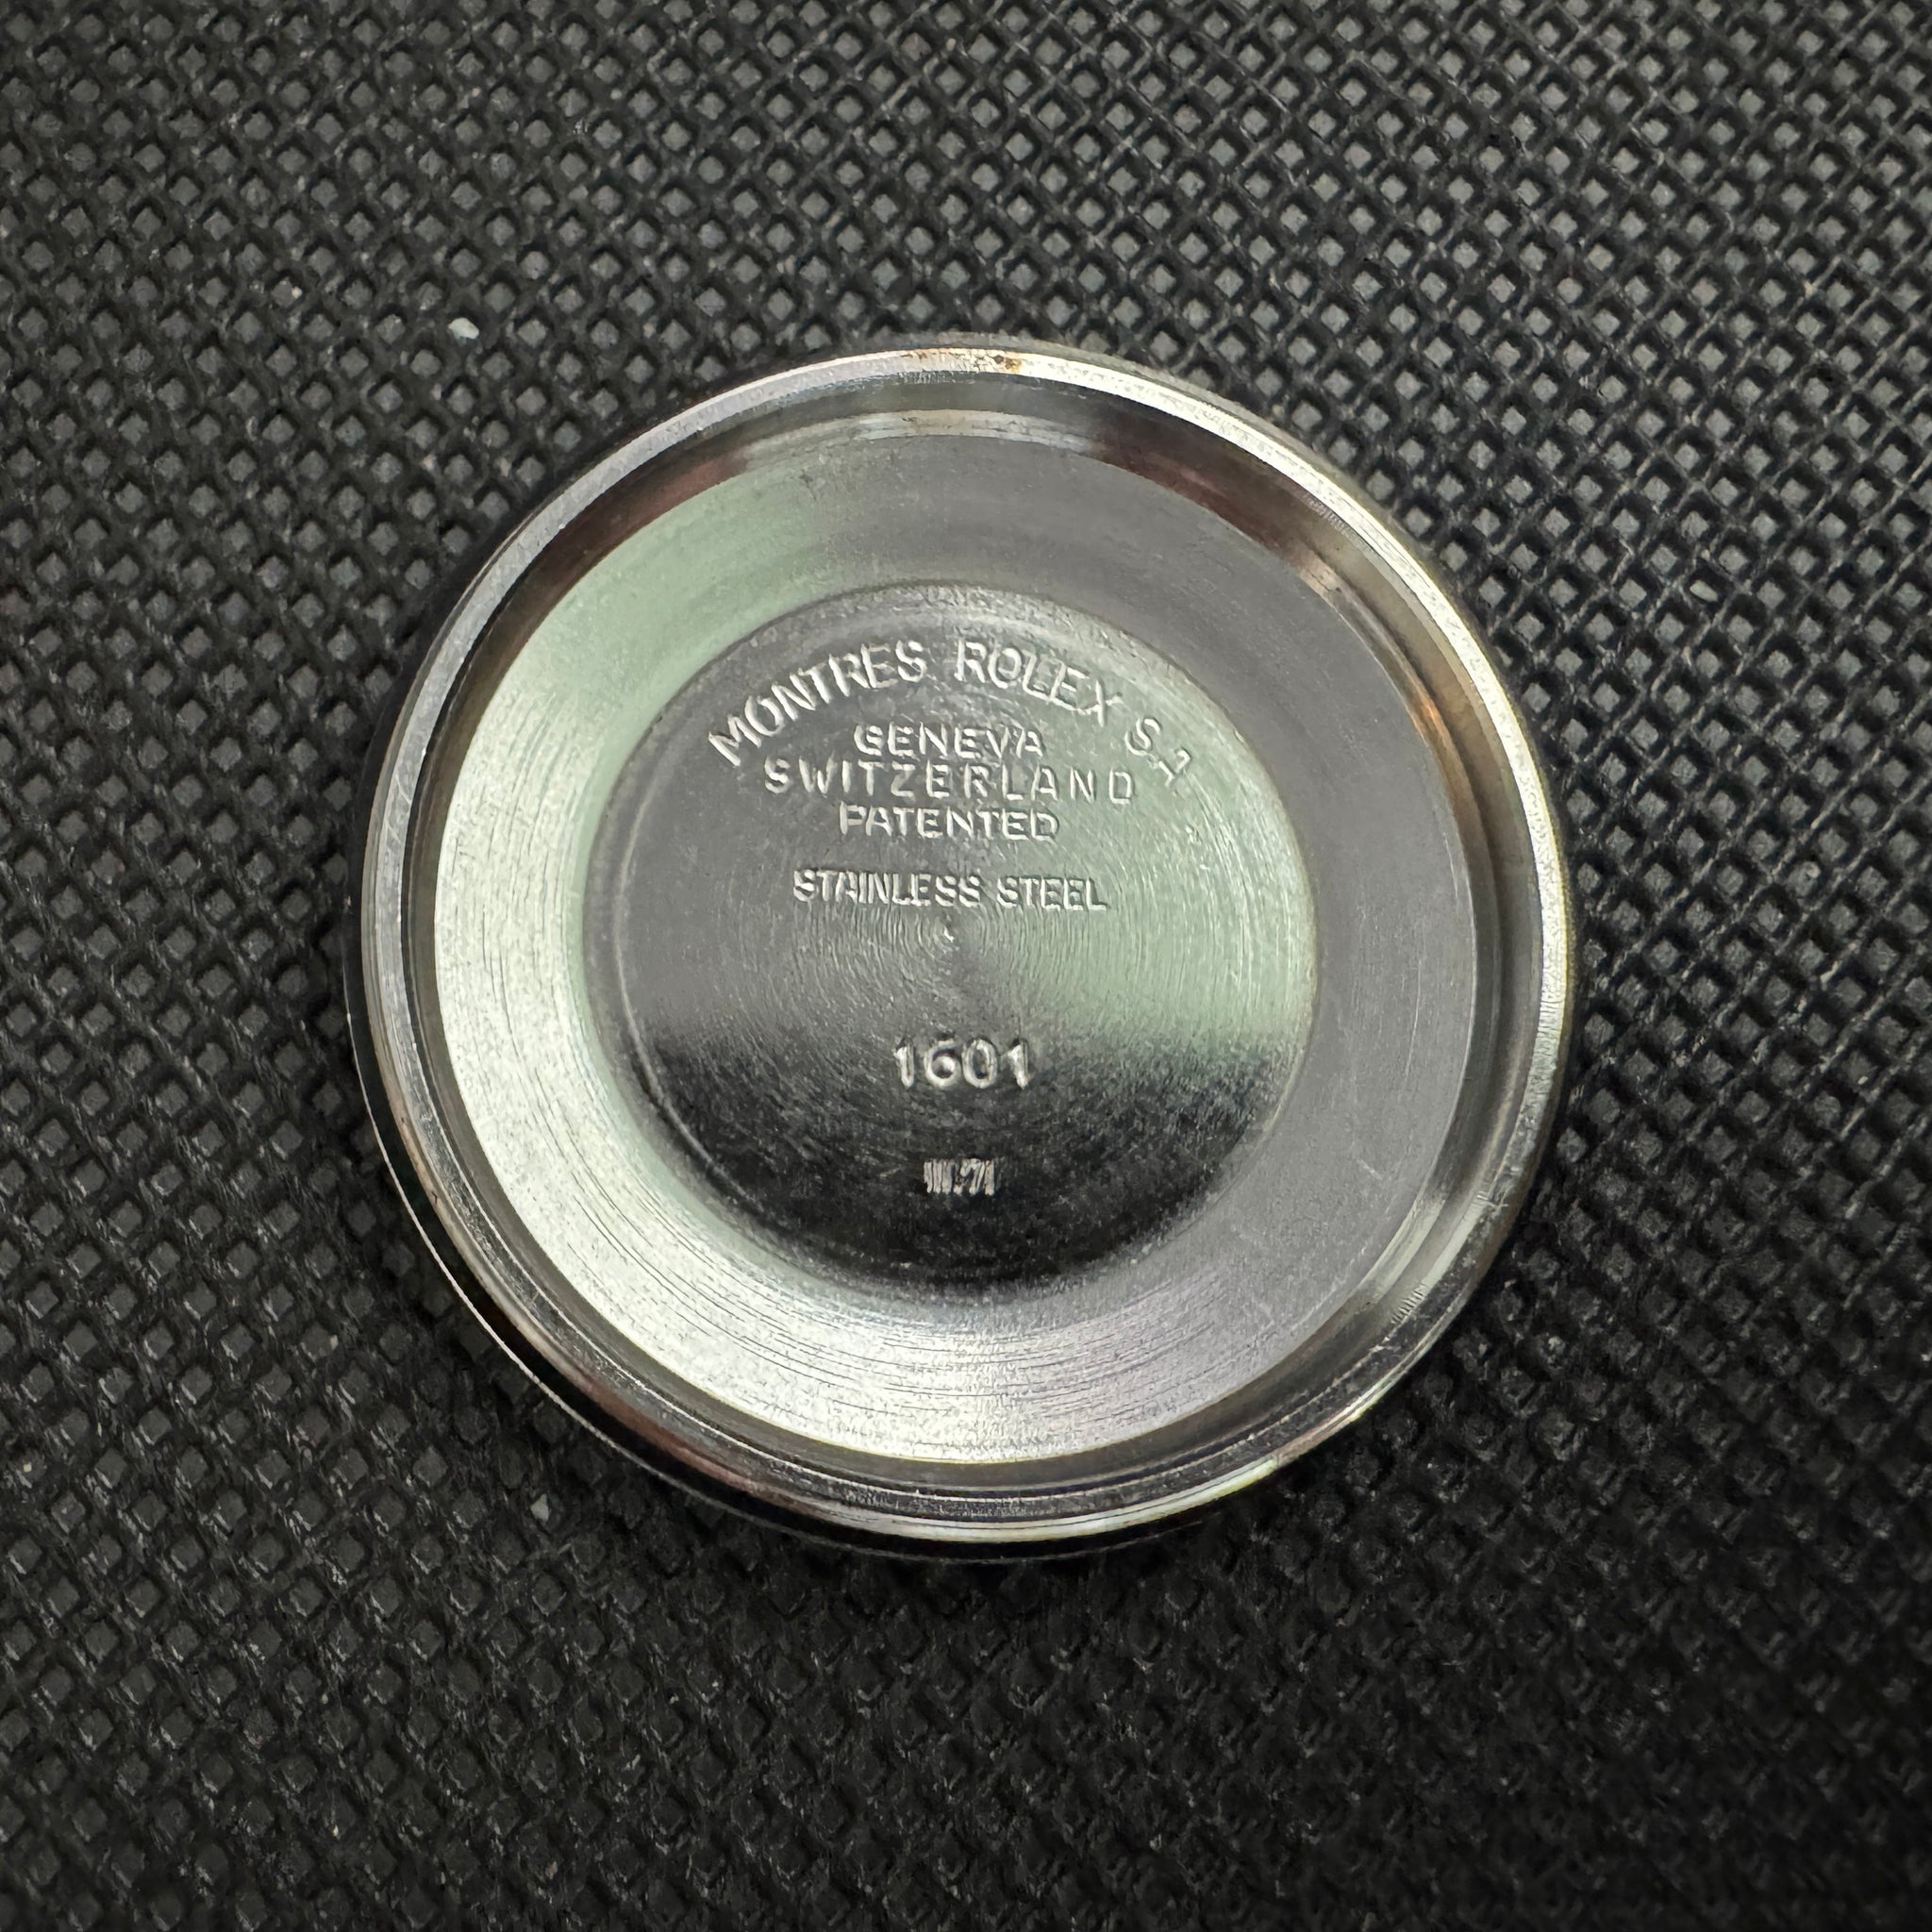 MONTRES ROLEX S.A
GENEVA
SWITZERLAND
PATENTED
STAINLESS STEEL
1601